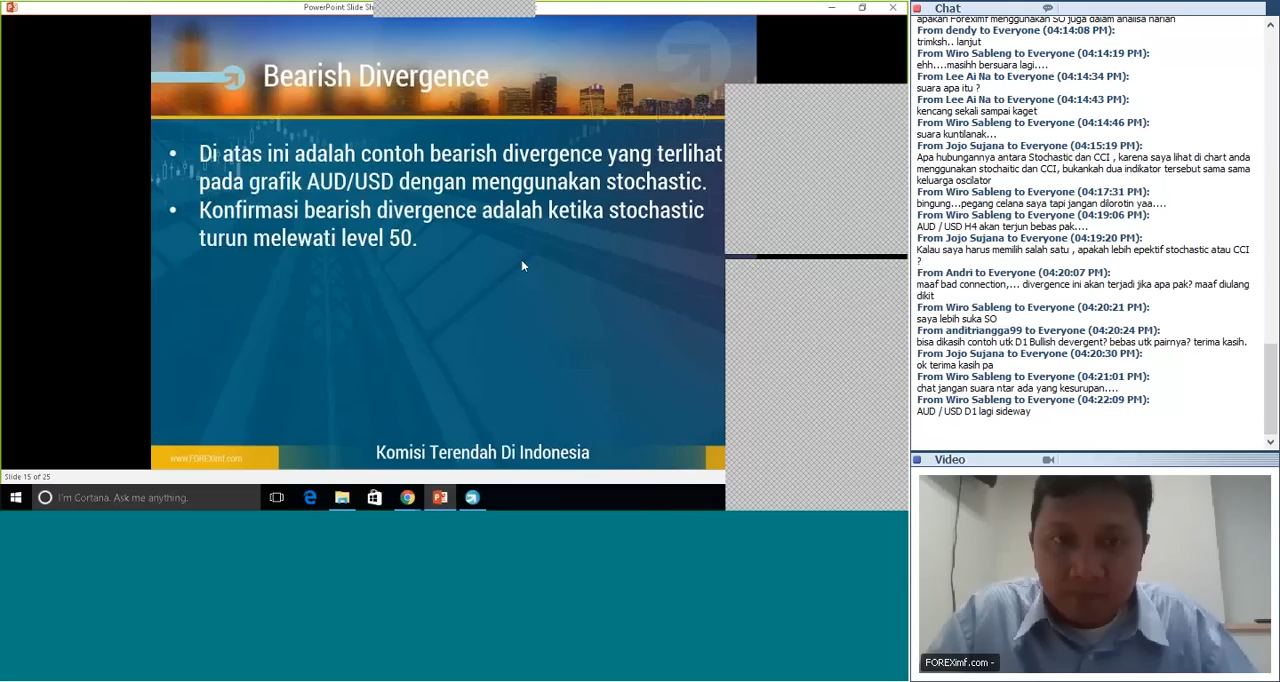 PowerPoint Slide Sh
Bearish Divergence
• Di atas ini adalah contoh bearish divergence yang terlihat
pada grafik AUD/USD dengan menggunakan stochastic.
• Konfirmasi bearish divergence adalah ketika stochastic
turun melewati level 50.
www.FOREXimf.com
Komisi Terendah Di Indonesia
Slide 15 of 25
I'm Cortana. Ask me anything.
Chat
apakan Foreximf menggunakan SO juga dalam analisa harian
From dendy to Everyone (04:14:08 PM):
trimksh.. lanjut
From Wiro Sableng to Everyone (04:14:19 PM):
ehh....masihh bersuara lagi....
From Lee Ai Na to Everyone (04:14:34 PM):
suara apa itu ?
From Lee Ai Na to Everyone (04:14:43 PM):
kencang sekali sampai kaget
From Wiro Sableng to Everyone (04:14:46 PM):
suara kuntilanak...
From Jojo Sujana to Everyone (04:15:19 PM):
Apa hubungannya antara Stochastic dan CCI , karena saya lihat di chart anda
menggunakan stochaitic dan CCI, bukankah dua indikator tersebut sama sama
keluarga oscilator
From Wiro Sableng to Everyone (04:17:31 PM):
bingung...pegang celana saya tapi jangan dilorotin yaa....
From Wiro Sableng to Everyone (04:19:06 PM):
AUD / USD H4 akan terjun bebas pak....
From Jojo Sujana to Everyone (04:19:20 PM):
Kalau saya harus memilih salah satu , apakah lebih epektif stochastic atau CCI
?
From Andri to Everyone (04:20:07 PM):
maaf bad connection,... divergence ini akan terjadi jika apa pak? maaf diulang
dikit
From Wiro Sableng to Everyone (04:20:21 PM):
saya lebih suka SO
From anditriangga99 to Everyone (04:20:24 PM):
bisa dikasih contoh utk D1 Bullish devergent? bebas utk pairnya? terima kasih.
From Jojo Sujana to Everyone (04:20:30 PM):
ok terima kasih pa
From Wiro Sableng to Everyone (04:21:01 PM):
chat jangan suara ntar ada yang kesurupan....
From Wiro Sableng to Everyone (04:22:09 PM):
AUD / USD D1 lagi sideway
Video
FOREXimf.com -